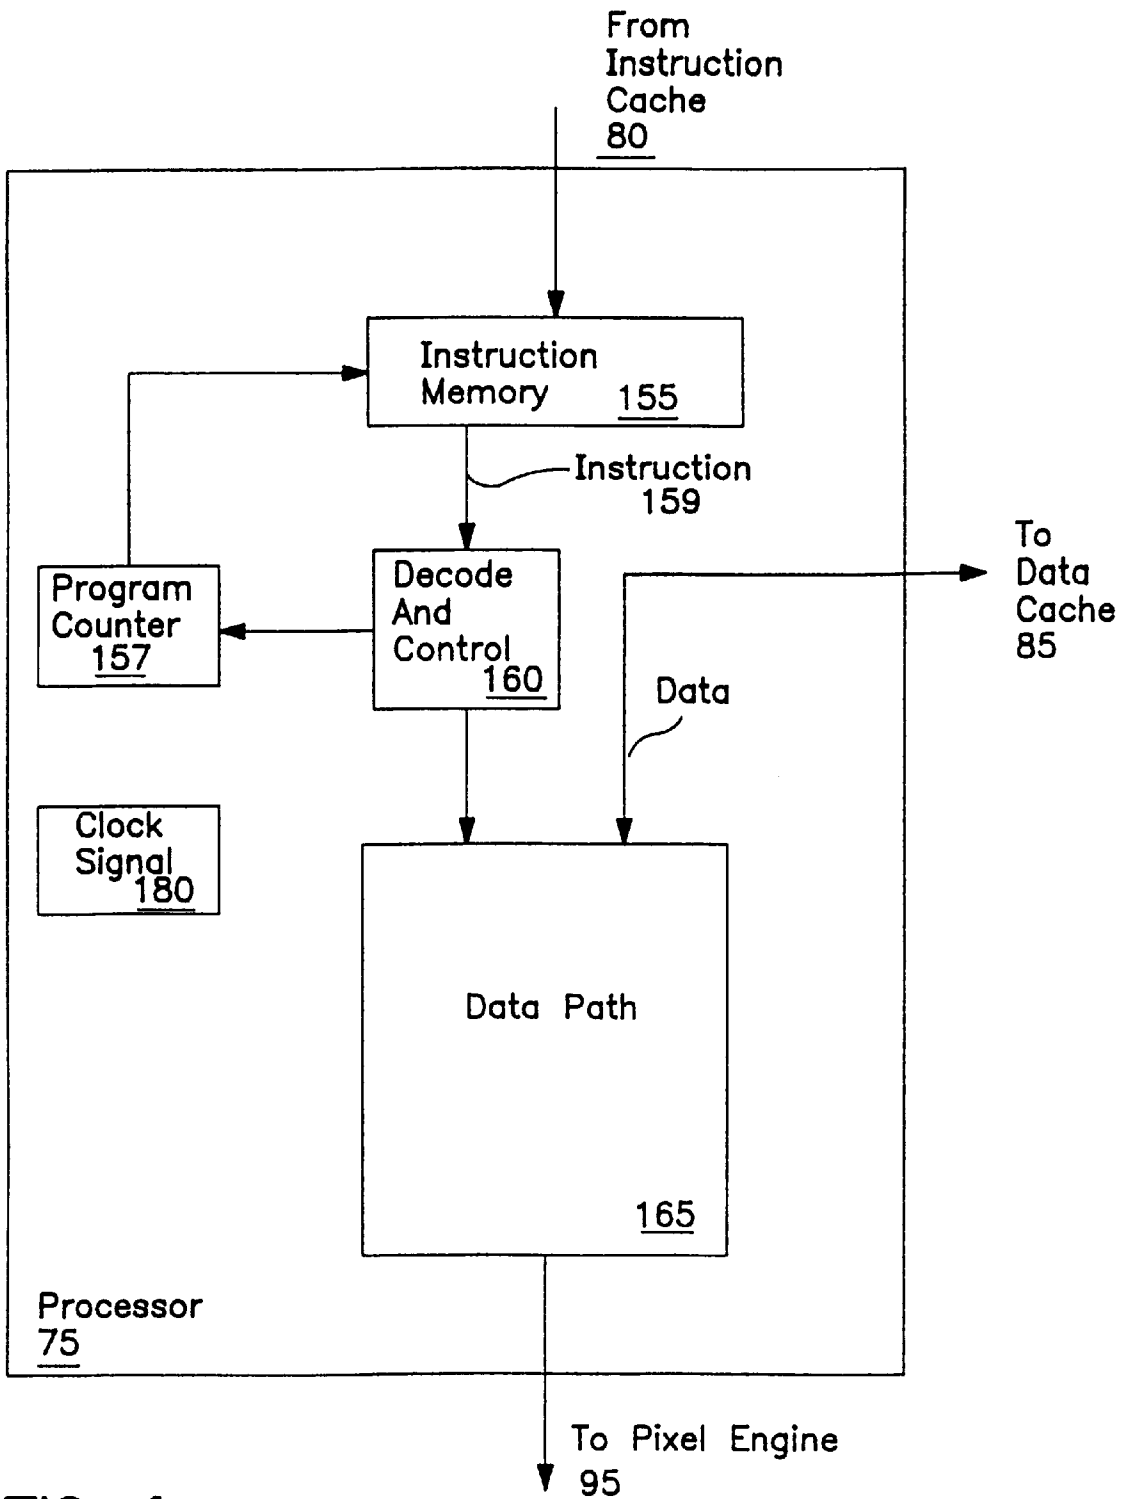 From
Instruction
Cache
80
Instruction
Memory 155
Instruction
159
Decode
And
Control
160
Program
Counter
157
To
Data
Cache
85
Data
Clock
Signal
180
Data Path
165
Processor
75
To Pixel Engine
95